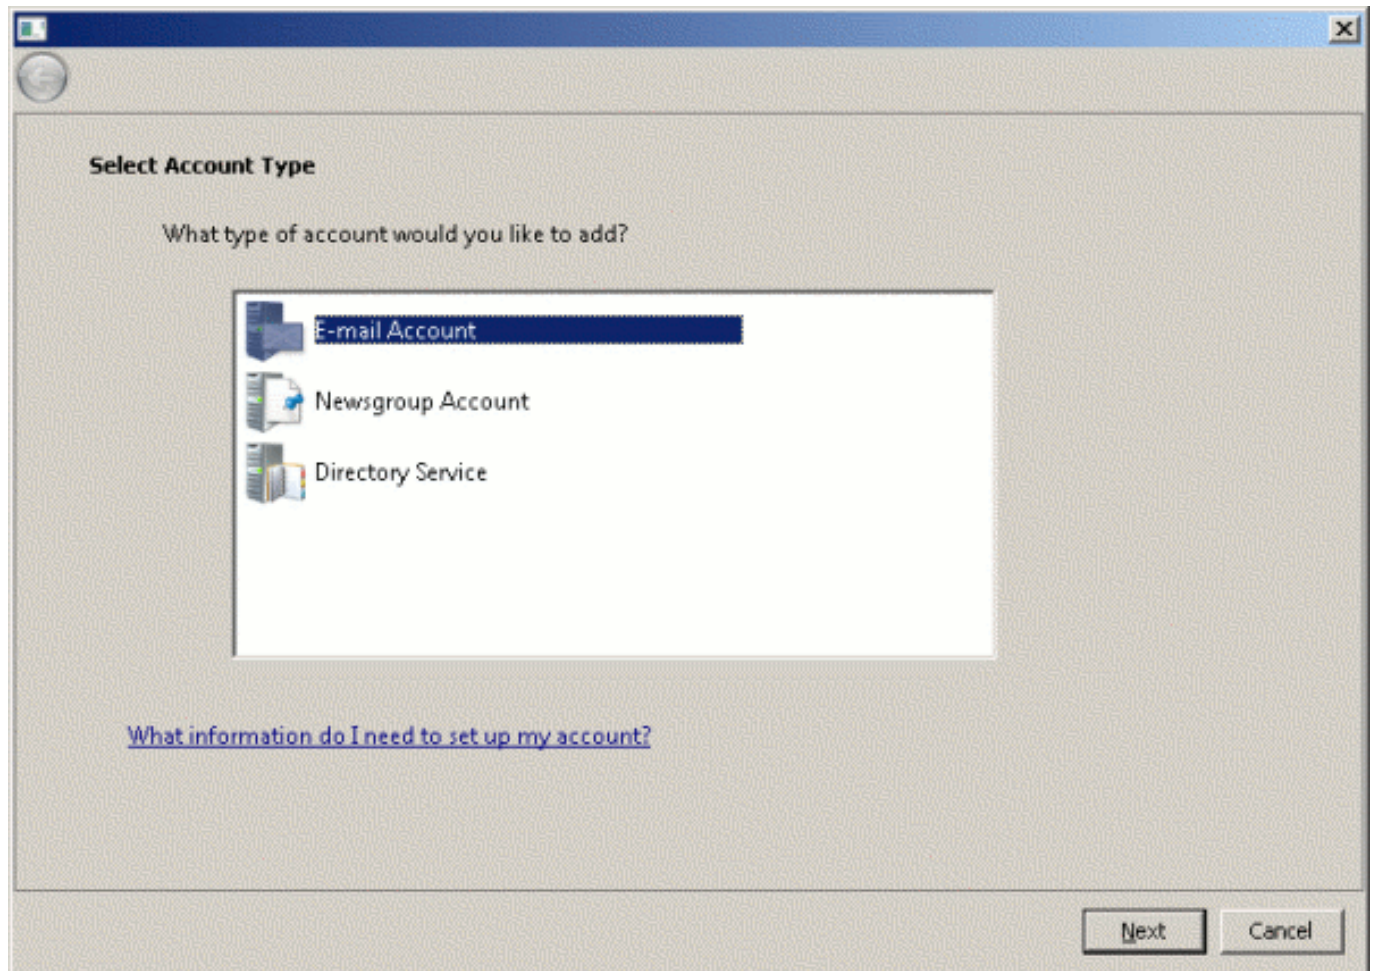 Select Account Type
What type of account would you like to add?
E-mail Account
Newsgroup Account
Directory Service
What information do I need to set up my account?
Next Cancel